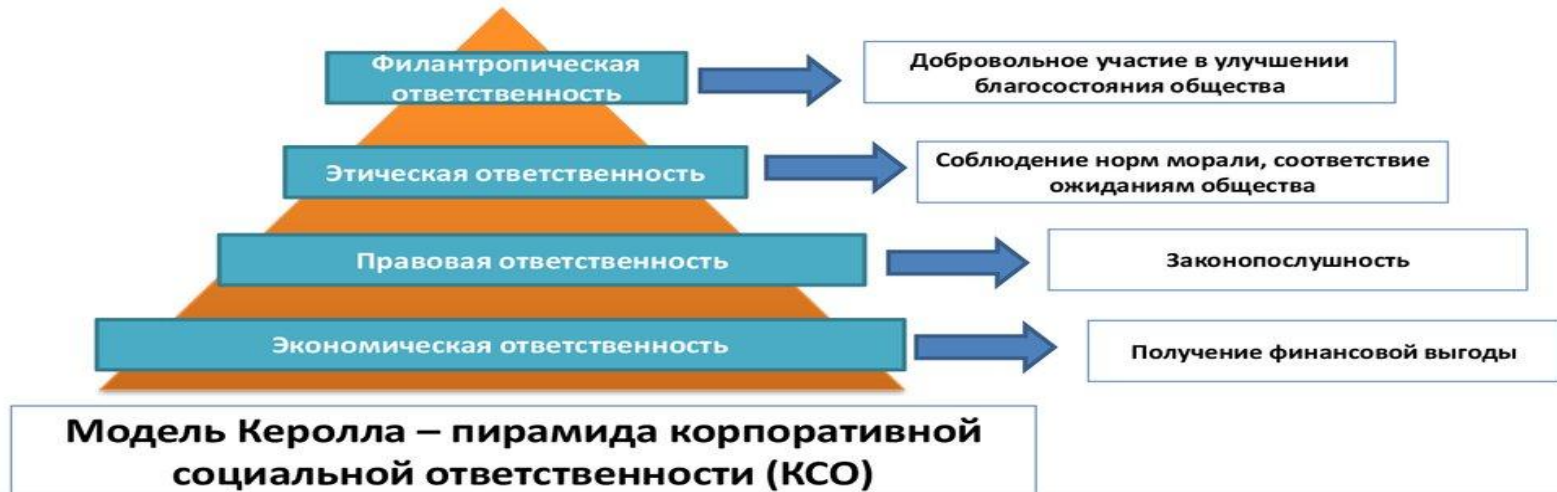 Филантропическая
ответственность
Добровольное участие в улучшении
благосостояния общества
Этическая ответственность
Соблюдение норм морали, соответствие
ожиданиям общества
Правовая ответственность
Законопослушность
Экономическая ответственность
Получение финансовой выгоды
Модель Керолла – пирамида корпоративной
социальной ответственности (КСО)